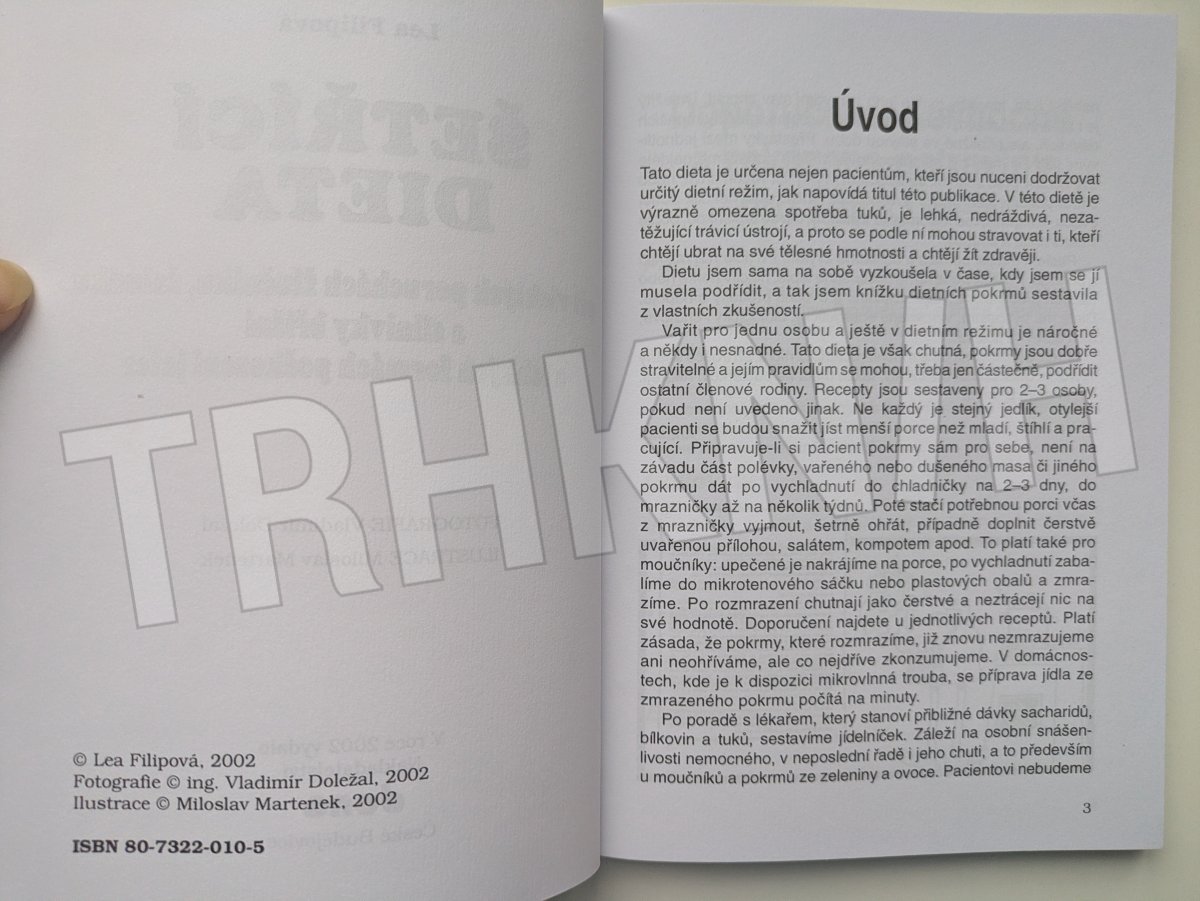 © Lea Filipová, 2002
Fotografie © ing. Vladimír Doležal, 2002
Ilustrace © Miloslav Martenek, 2002
ISBN 80-7322-010-5
Úvod
Tato dieta je určena nejen pacientům, kteří jsou nuceni dodržovat
určitý dietní režim, jak napovídá titul této publikace. V této dietě je
výrazně omezena spotřeba tuků, je lehká, nedráždivá, neza-
těžující trávicí ústrojí, a proto se podle ní mohou stravovat i ti, kteří
chtějí ubrat na své tělesné hmotnosti a chtějí žít zdravěji.
Dietu jsem sama na sobě vyzkoušela v čase, kdy jsem se jí
musela podřídit, a tak jsem knížku dietních pokrmů sestavila
z vlastních zkušeností.
Vařit pro jednu osobu a ještě v dietním režimu je náročné
a někdy i nesnadné. Tato dieta je však chutná, pokrmy jsou dobře
stravitelné a jejím pravidlům se mohou, třeba jen částečně, podřídit
ostatní členové rodiny. Recepty jsou sestaveny pro 2–3 osoby,
pokud není uvedeno jinak. Ne každý je stejný jedlík, otylejší
pacienti se budou snažit jíst menší porce než mladí, štíhlí a pra-
cující. Připravuje-li si pacient pokrmy sám pro sebe, není na
závadu část polévky, vařeného nebo dušeného masa či jiného
pokrmu dát po vychladnutí do chladničky na 2–3 dny, do
mrazničky až na několik týdnů. Poté stačí potřebnou porci včas
z mrazničky vyjmout, šetrně ohřát, případně doplnit čerstvě
uvařenou přílohou, salátem, kompotem apod. To platí také pro
moučníky: upečené je nakrájíme na porce, po vychladnutí zaba-
líme do mikrotenového sáčku nebo plastových obalů a zmra-
zíme. Po rozmrazení chutnají jako čerstvé a neztrácejí nic na
své hodnotě. Doporučení najdete u jednotlivých receptů. Platí
zásada, že pokrmy, které rozmrazíme, již znovu nezmrazujeme
ani neohříváme, ale co nejdříve zkonzumujeme. V domácnos-
tech, kde je k dispozici mikrovlnná trouba, se příprava jídla ze
zmrazeného pokrmu počítá na minuty.
Po poradě s lékařem, který stanoví přibližné dávky sacharidů,
bílkovin a tuků, sestavíme jídelníček. Záleží na osobní snášen-
livosti nemocného, v neposlední řadě i jeho chuti, a to především
u moučníků a pokrmů ze zeleniny a ovoce. Pacientovi nebudeme
3
TRHKNIH